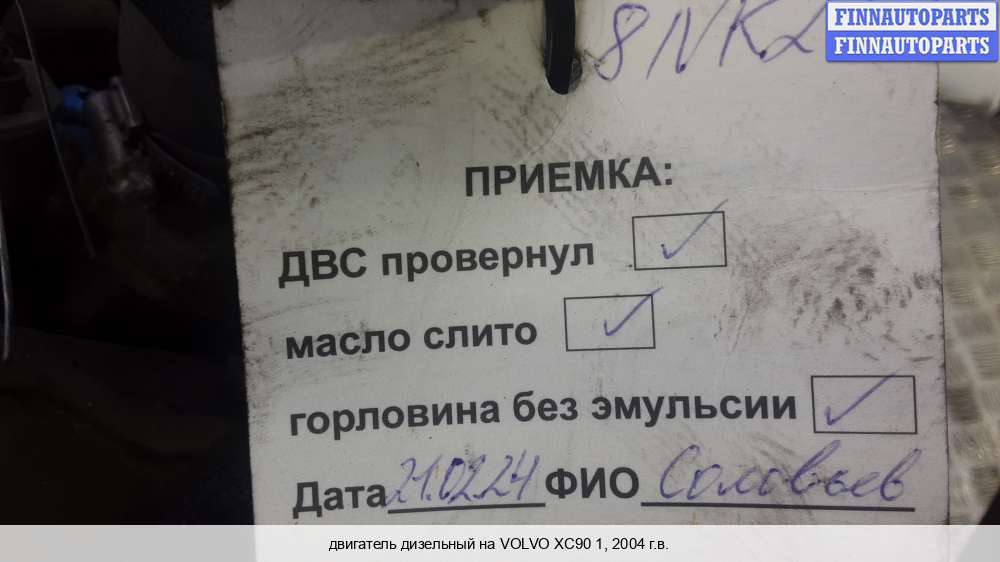 FINNAUTOPARTS
FINNAUTOPARTS
ПРИЕМКА:
ДВС провернул
масло слито
горловина без эмульсии
Дата 21.02.24 ФИО Соловьев
двигатель дизельный на VOLVO XC90 1, 2004 г.в.